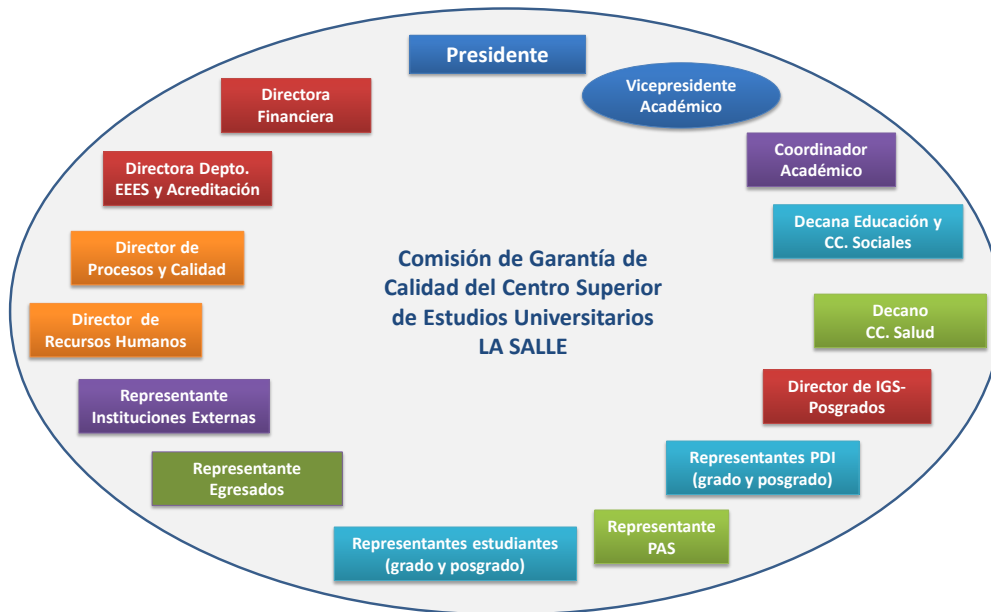 Presidente
Vicepresidente
Académico
Directora
Financiera
Coordinador
Académico
Directora Depto.
EEES y Acreditación
Decana Educación y
CC. Sociales
Director de
Procesos y Calidad
Comisión de Garantía de
Calidad del Centro Superior
de Estudios Universitarios
LA SALLE
Decano
CC. Salud
Director de
Recursos Humanos
Director de IGS-
Posgrados
Representante
Instituciones Externas
Representantes PDI
(grado y posgrado)
Representante
Egresados
Representante
PAS
Representantes estudiantes
(grado y posgrado)